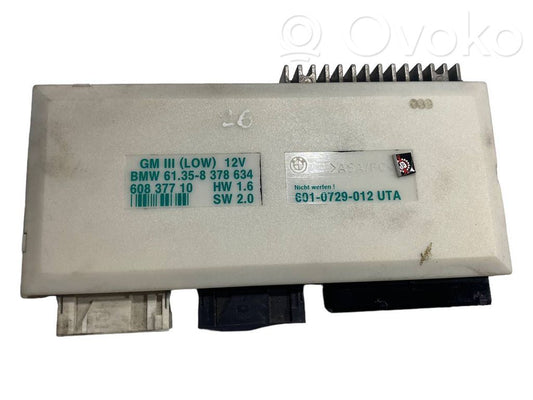 Ovoko
26
GM III (LOW) 12V
BMW 61.35-8 378 634
608 377 10 HW 1.6
SW 2.0
Nicht werfen !
601-0729-012 UTA